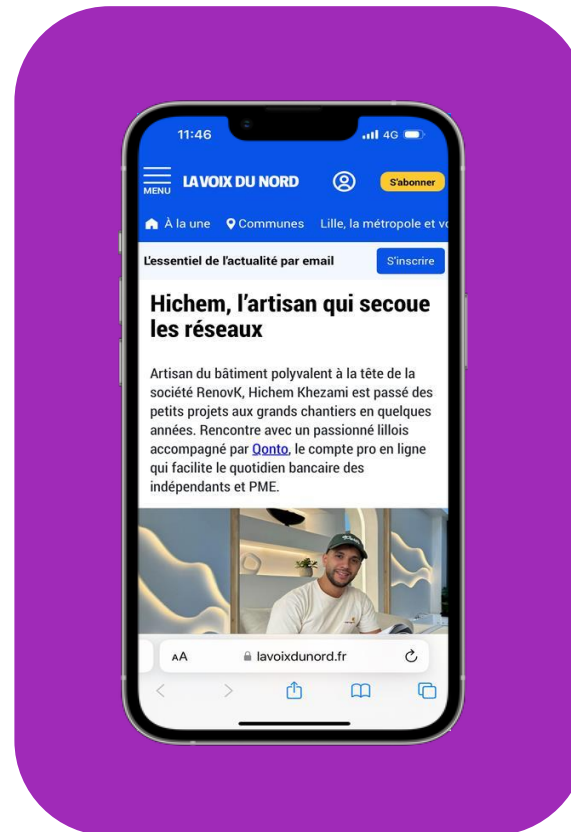 11:46
4G
MENU
LA VOIX DU NORD
S'abonner
À la une
Communes
Lille, la métropole et vo
L'essentiel de l'actualité par email
S'inscrire
Hichem, l'artisan qui secoue
les réseaux
Artisan du bâtiment polyvalent à la tête de la
société RenovK, Hichem Khezami est passé des
petits projets aux grands chantiers en quelques
années. Rencontre avec un passionné lillois
accompagné par Qonto, le compte pro en ligne
qui facilite le quotidien bancaire des
indépendants et PME.
AA
lavoixdunord.fr